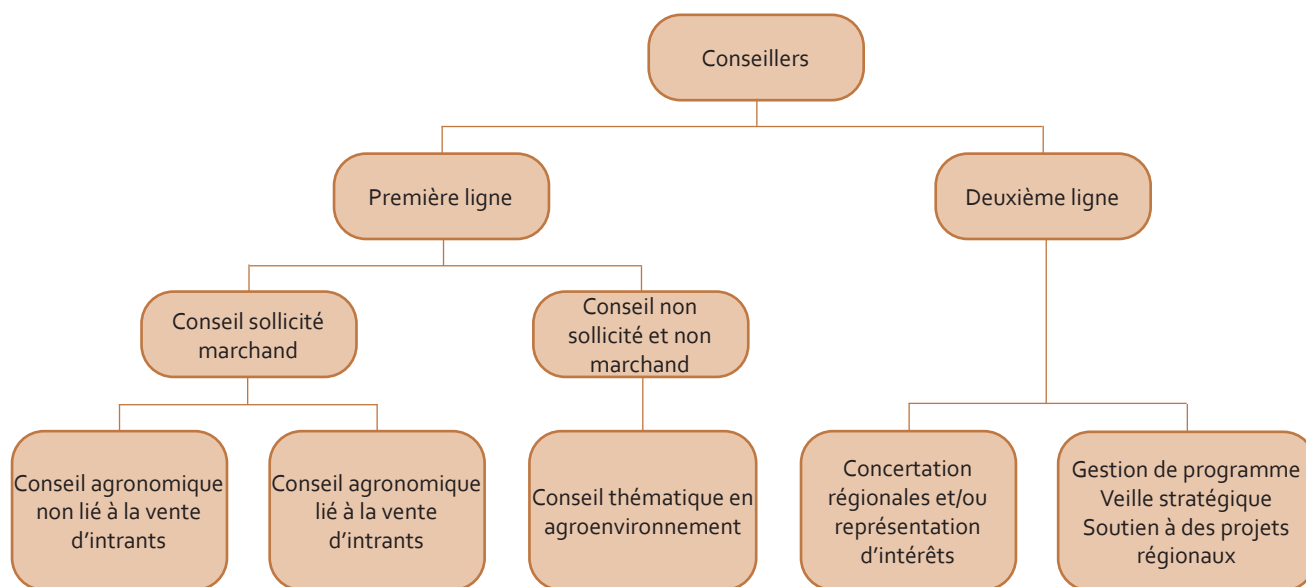 Conseillers
Première ligne
Deuxième ligne
Conseil sollicité
marchand
Conseil non
sollicité et non
marchand
Conseil agronomique
non lié à la vente
d'intrants
Conseil agronomique
lié à la vente
d'intrants
Conseil thématique en
agroenvironnement
Concertation
régionales et/ou
représentation
d'intérêts
Gestion de programme
Veille stratégique
Soutien à des projets
régionaux